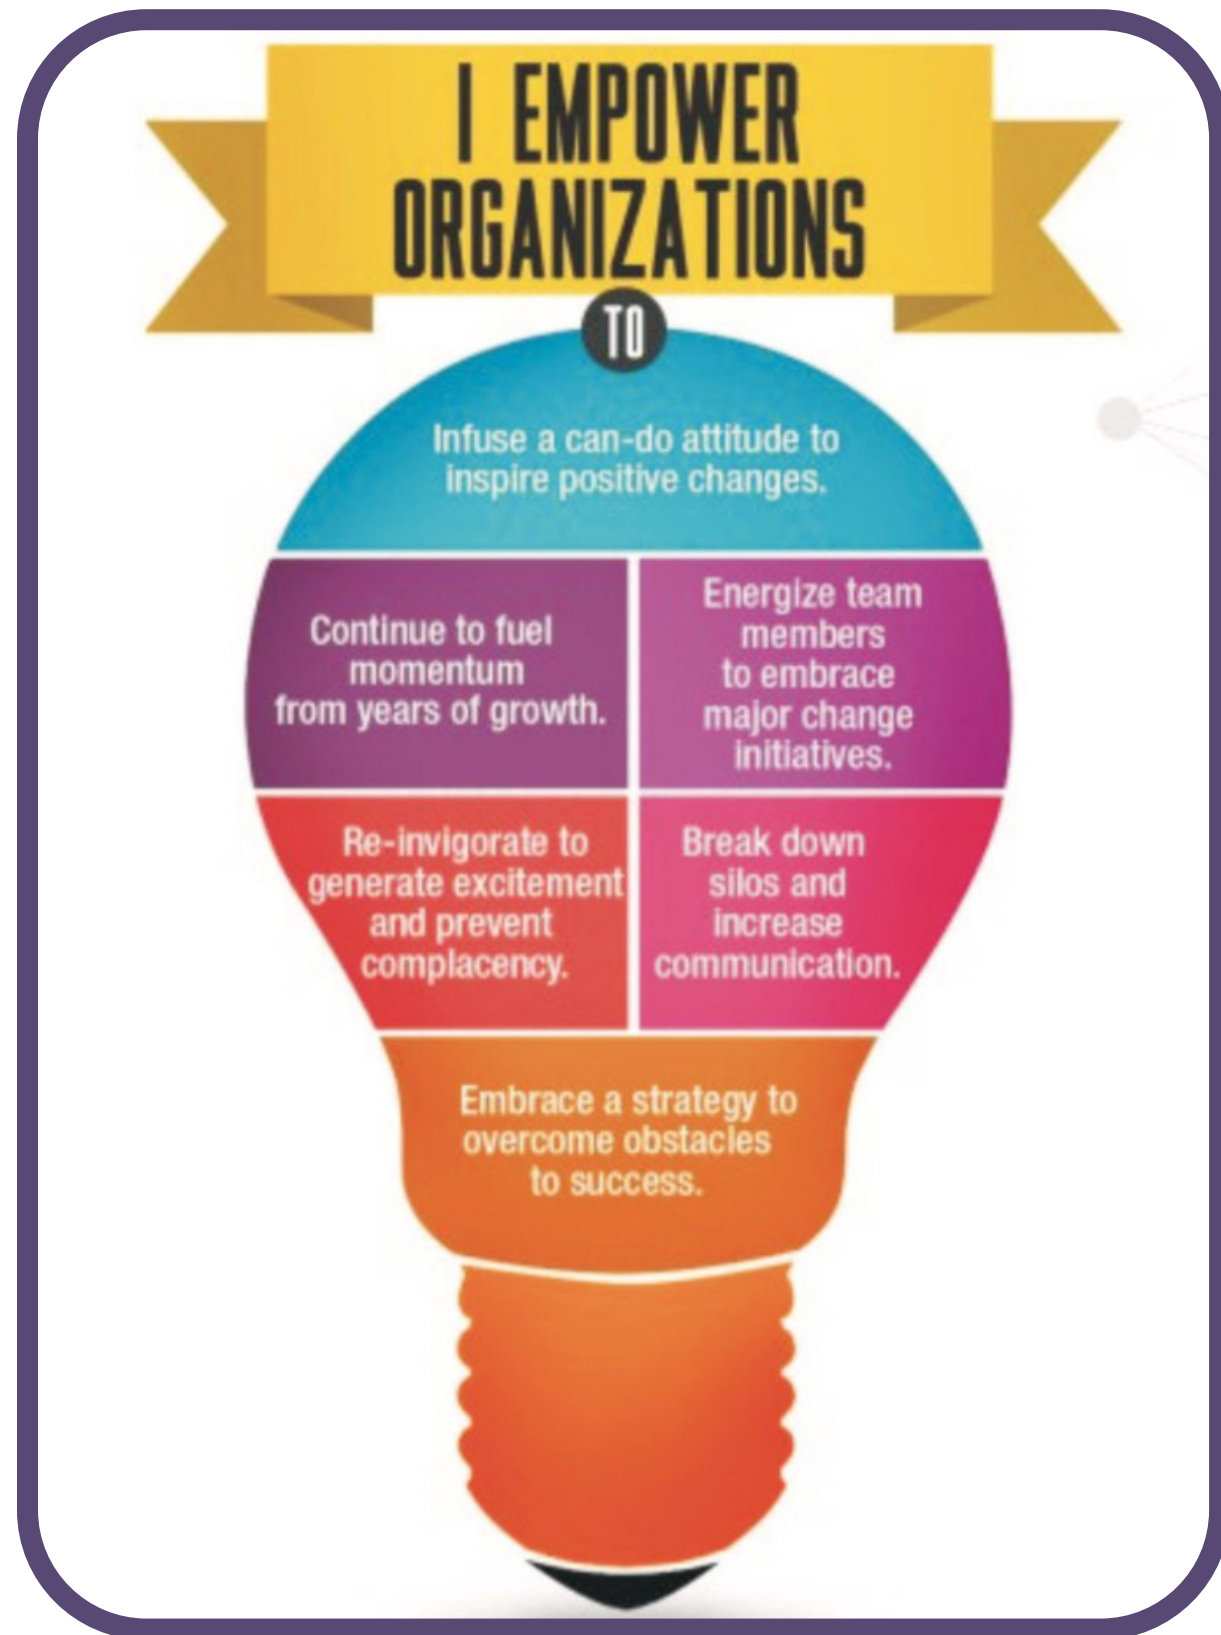 I EMPOWER
ORGANIZATIONS
TO
Infuse a can-do attitude to
inspire positive changes.
Continue to fuel
momentum
from years of growth.
Energize team
members
to embrace
major change
initiatives.
Re-invigorate to
generate excitement
and prevent
complacency.
Break down
silos and
increase
communication.
Embrace a strategy to
overcome obstacles
to success.